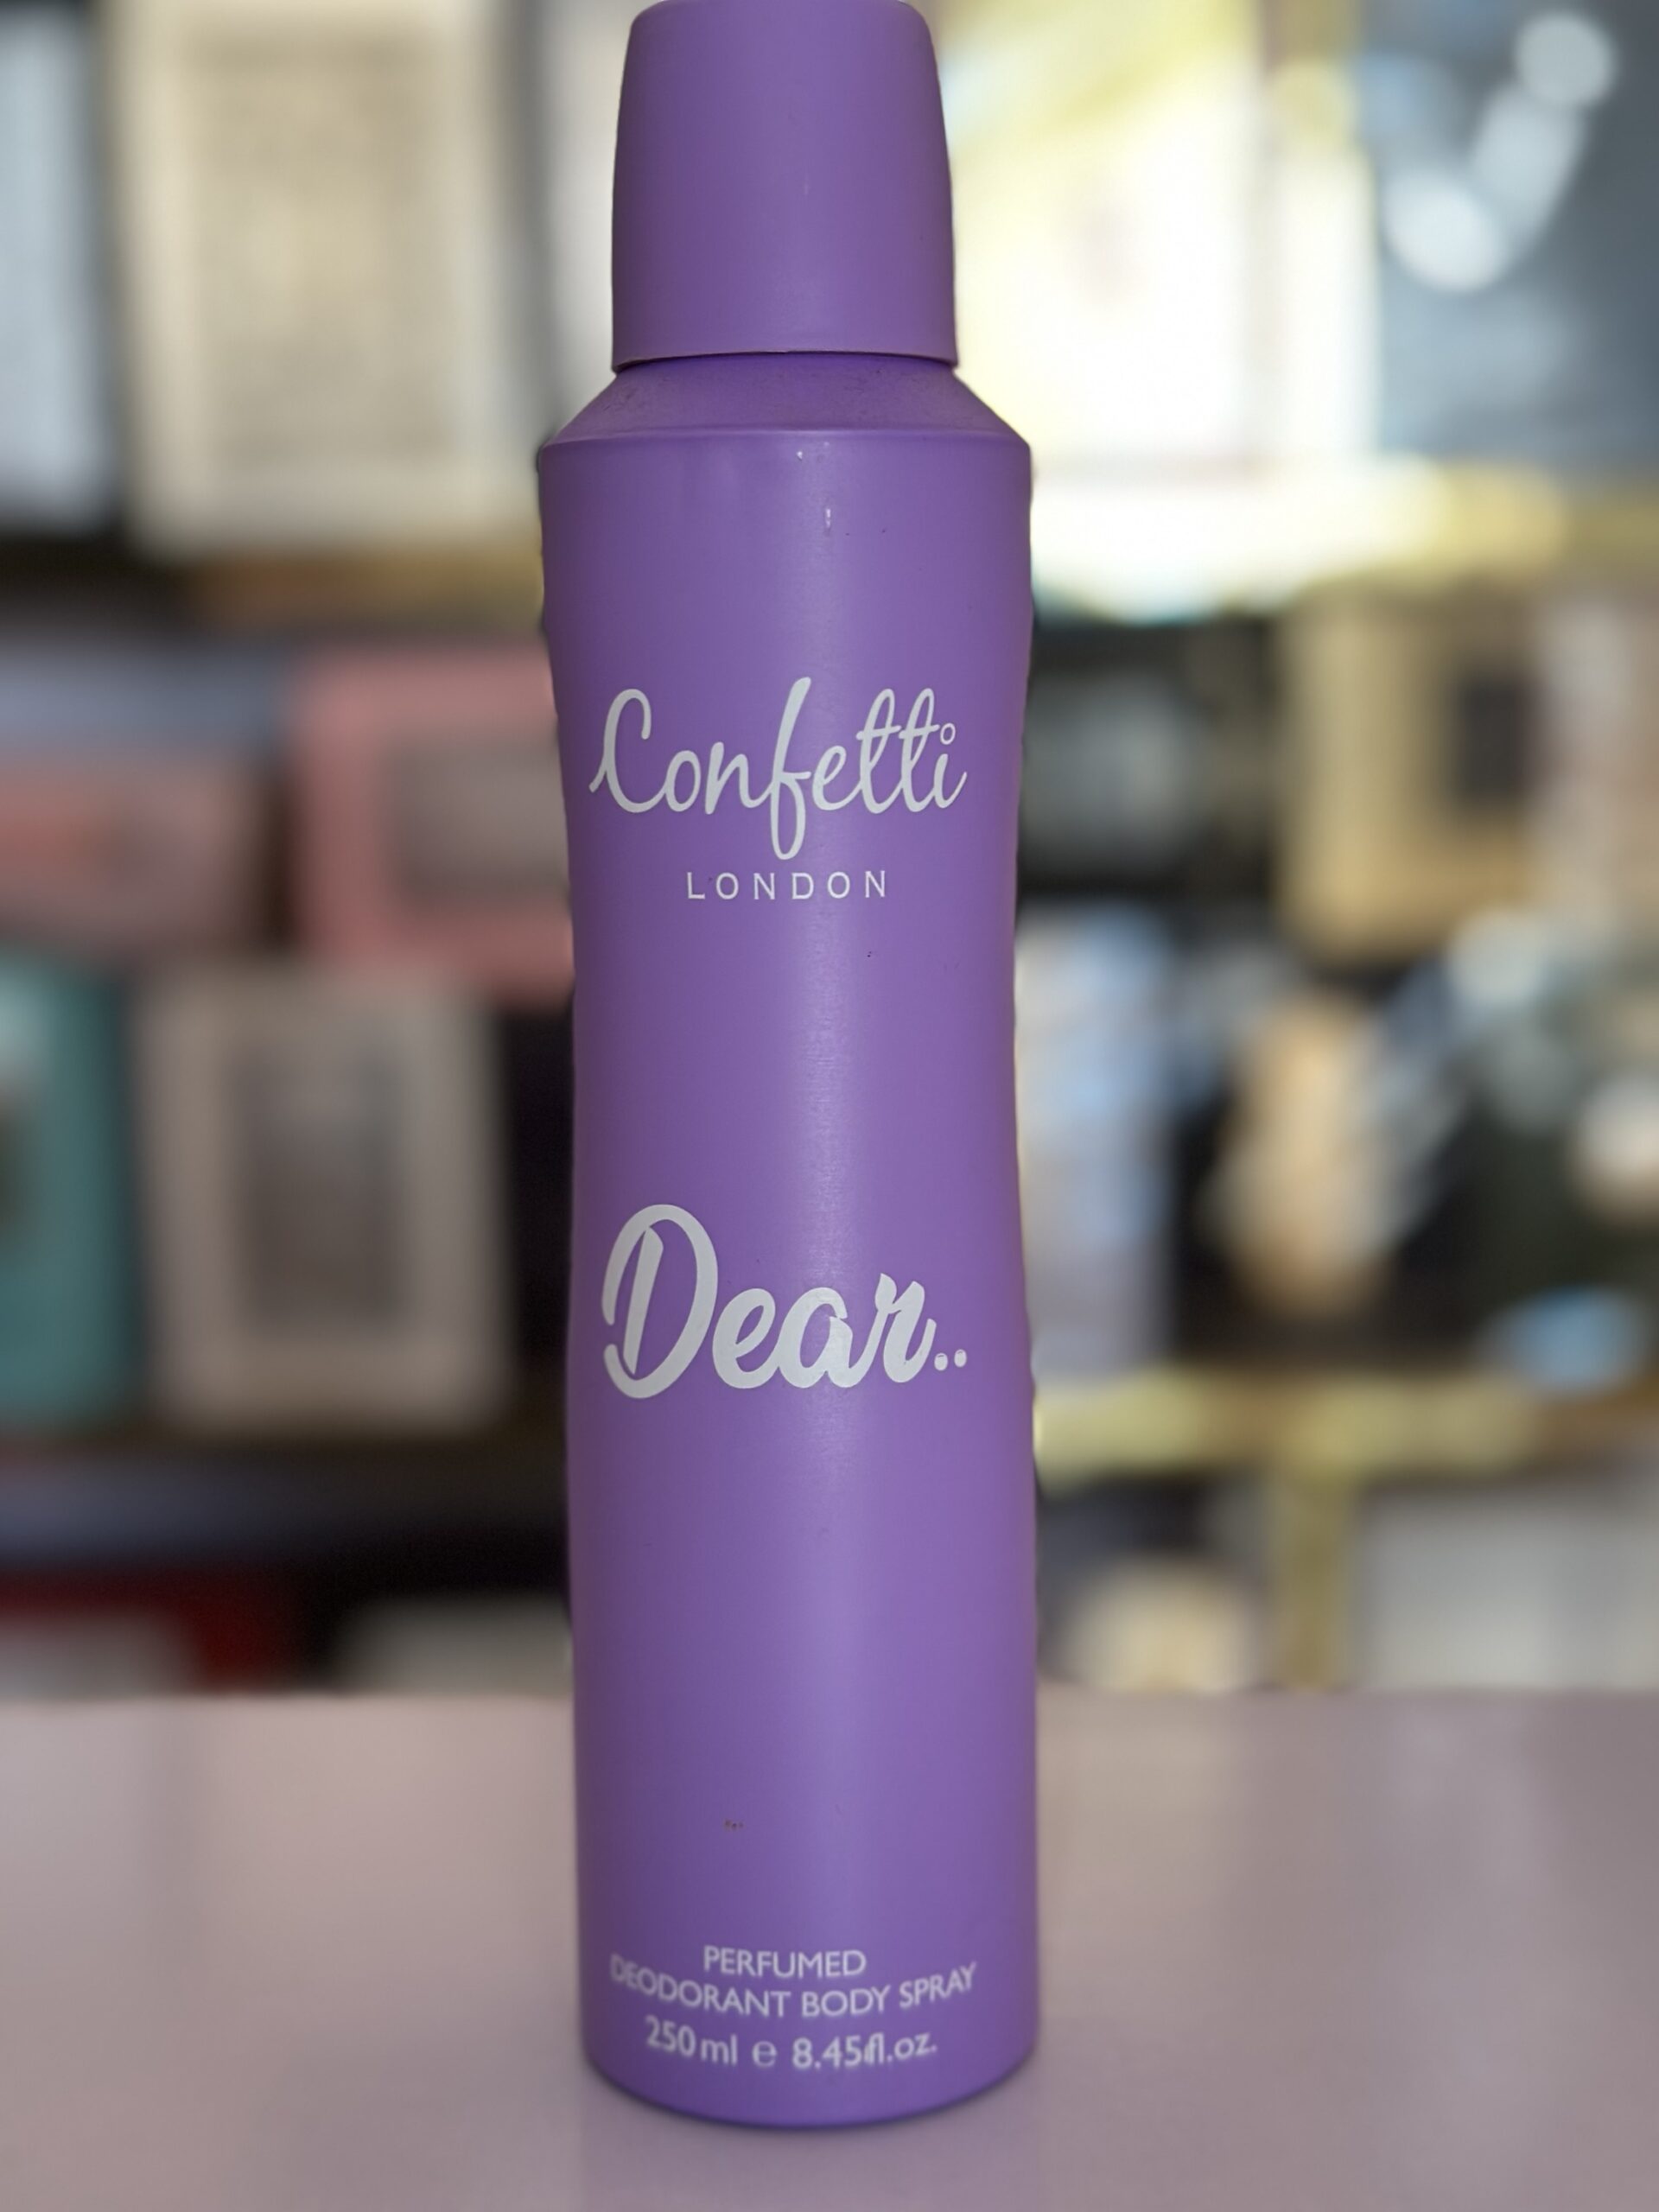 Confetti
LONDON
Dear..
PERFUMED
DEODORANT BODY SPRAY
250ml e 8.45fl.oz.